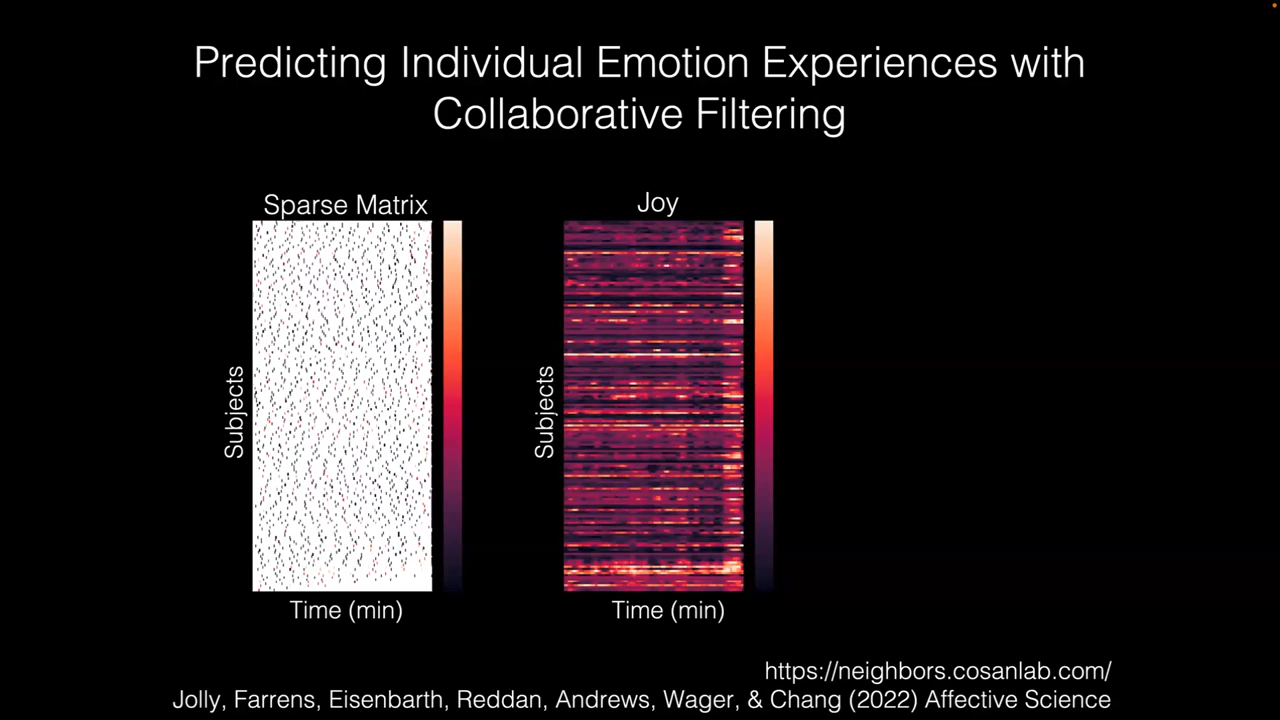 Predicting Individual Emotion Experiences with
Collaborative Filtering
Sparse Matrix
Joy
Subjects
Subjects
Time (min)
Time (min)
https://neighbors.cosanlab.com/
Jolly, Farrens, Eisenbarth, Reddan, Andrews, Wager, & Chang (2022) Affective Science